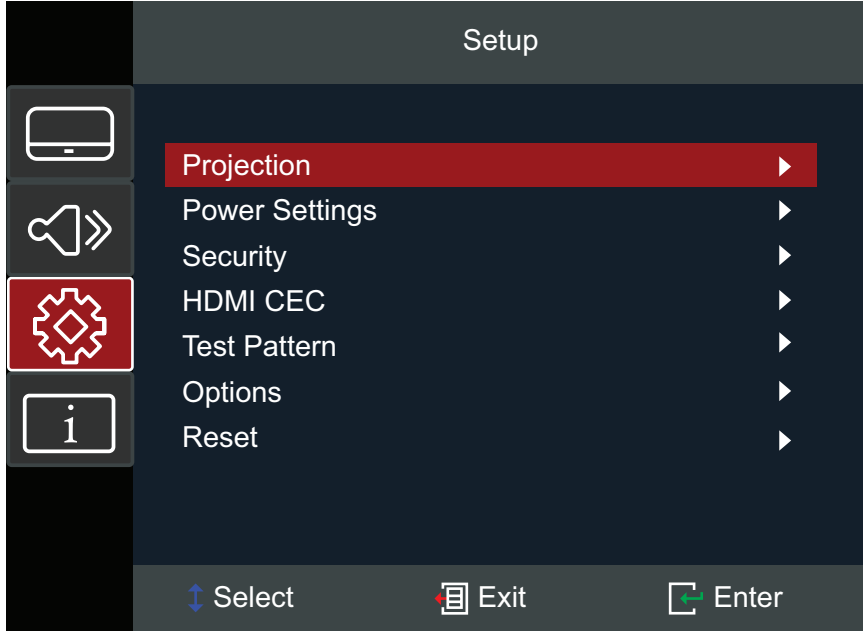 Setup
Projection
Power Settings
Security
HDMI CEC
Test Pattern
Options
i
Reset
Select Exit Enter